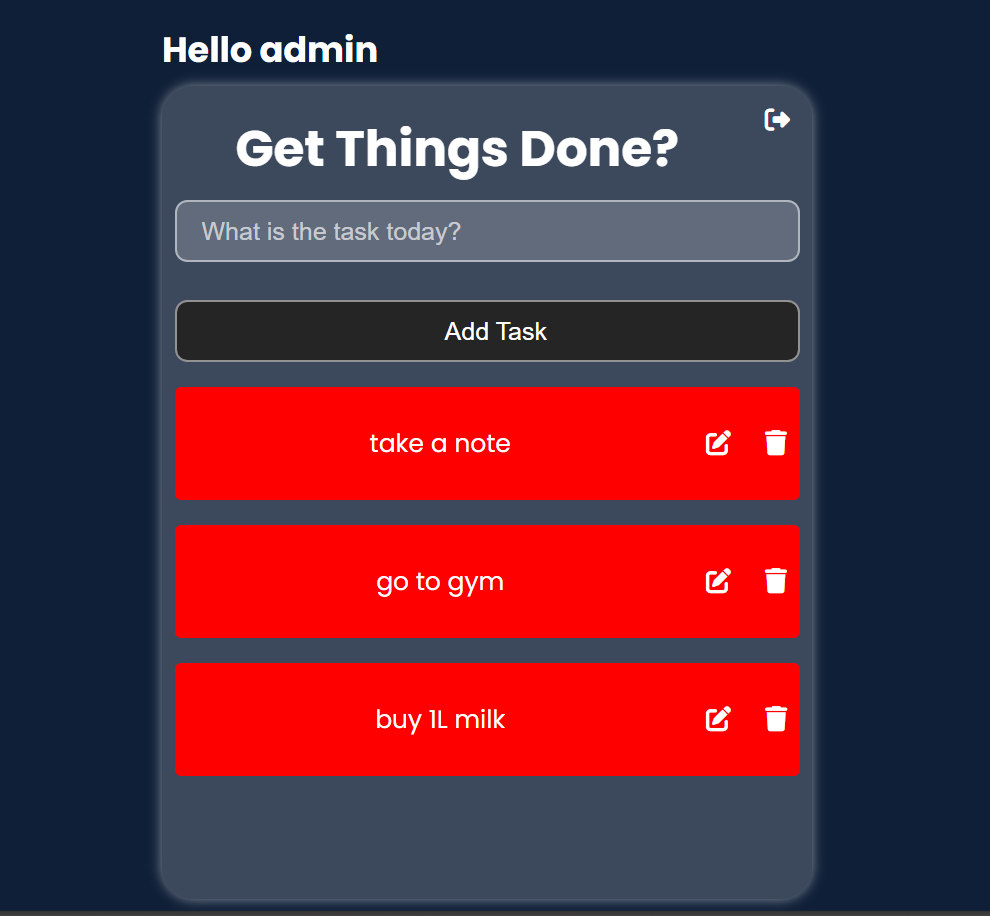 Hello admin
Get Things Done?
What is the task today?
Add Task
take a note
go to gym
buy 1L milk